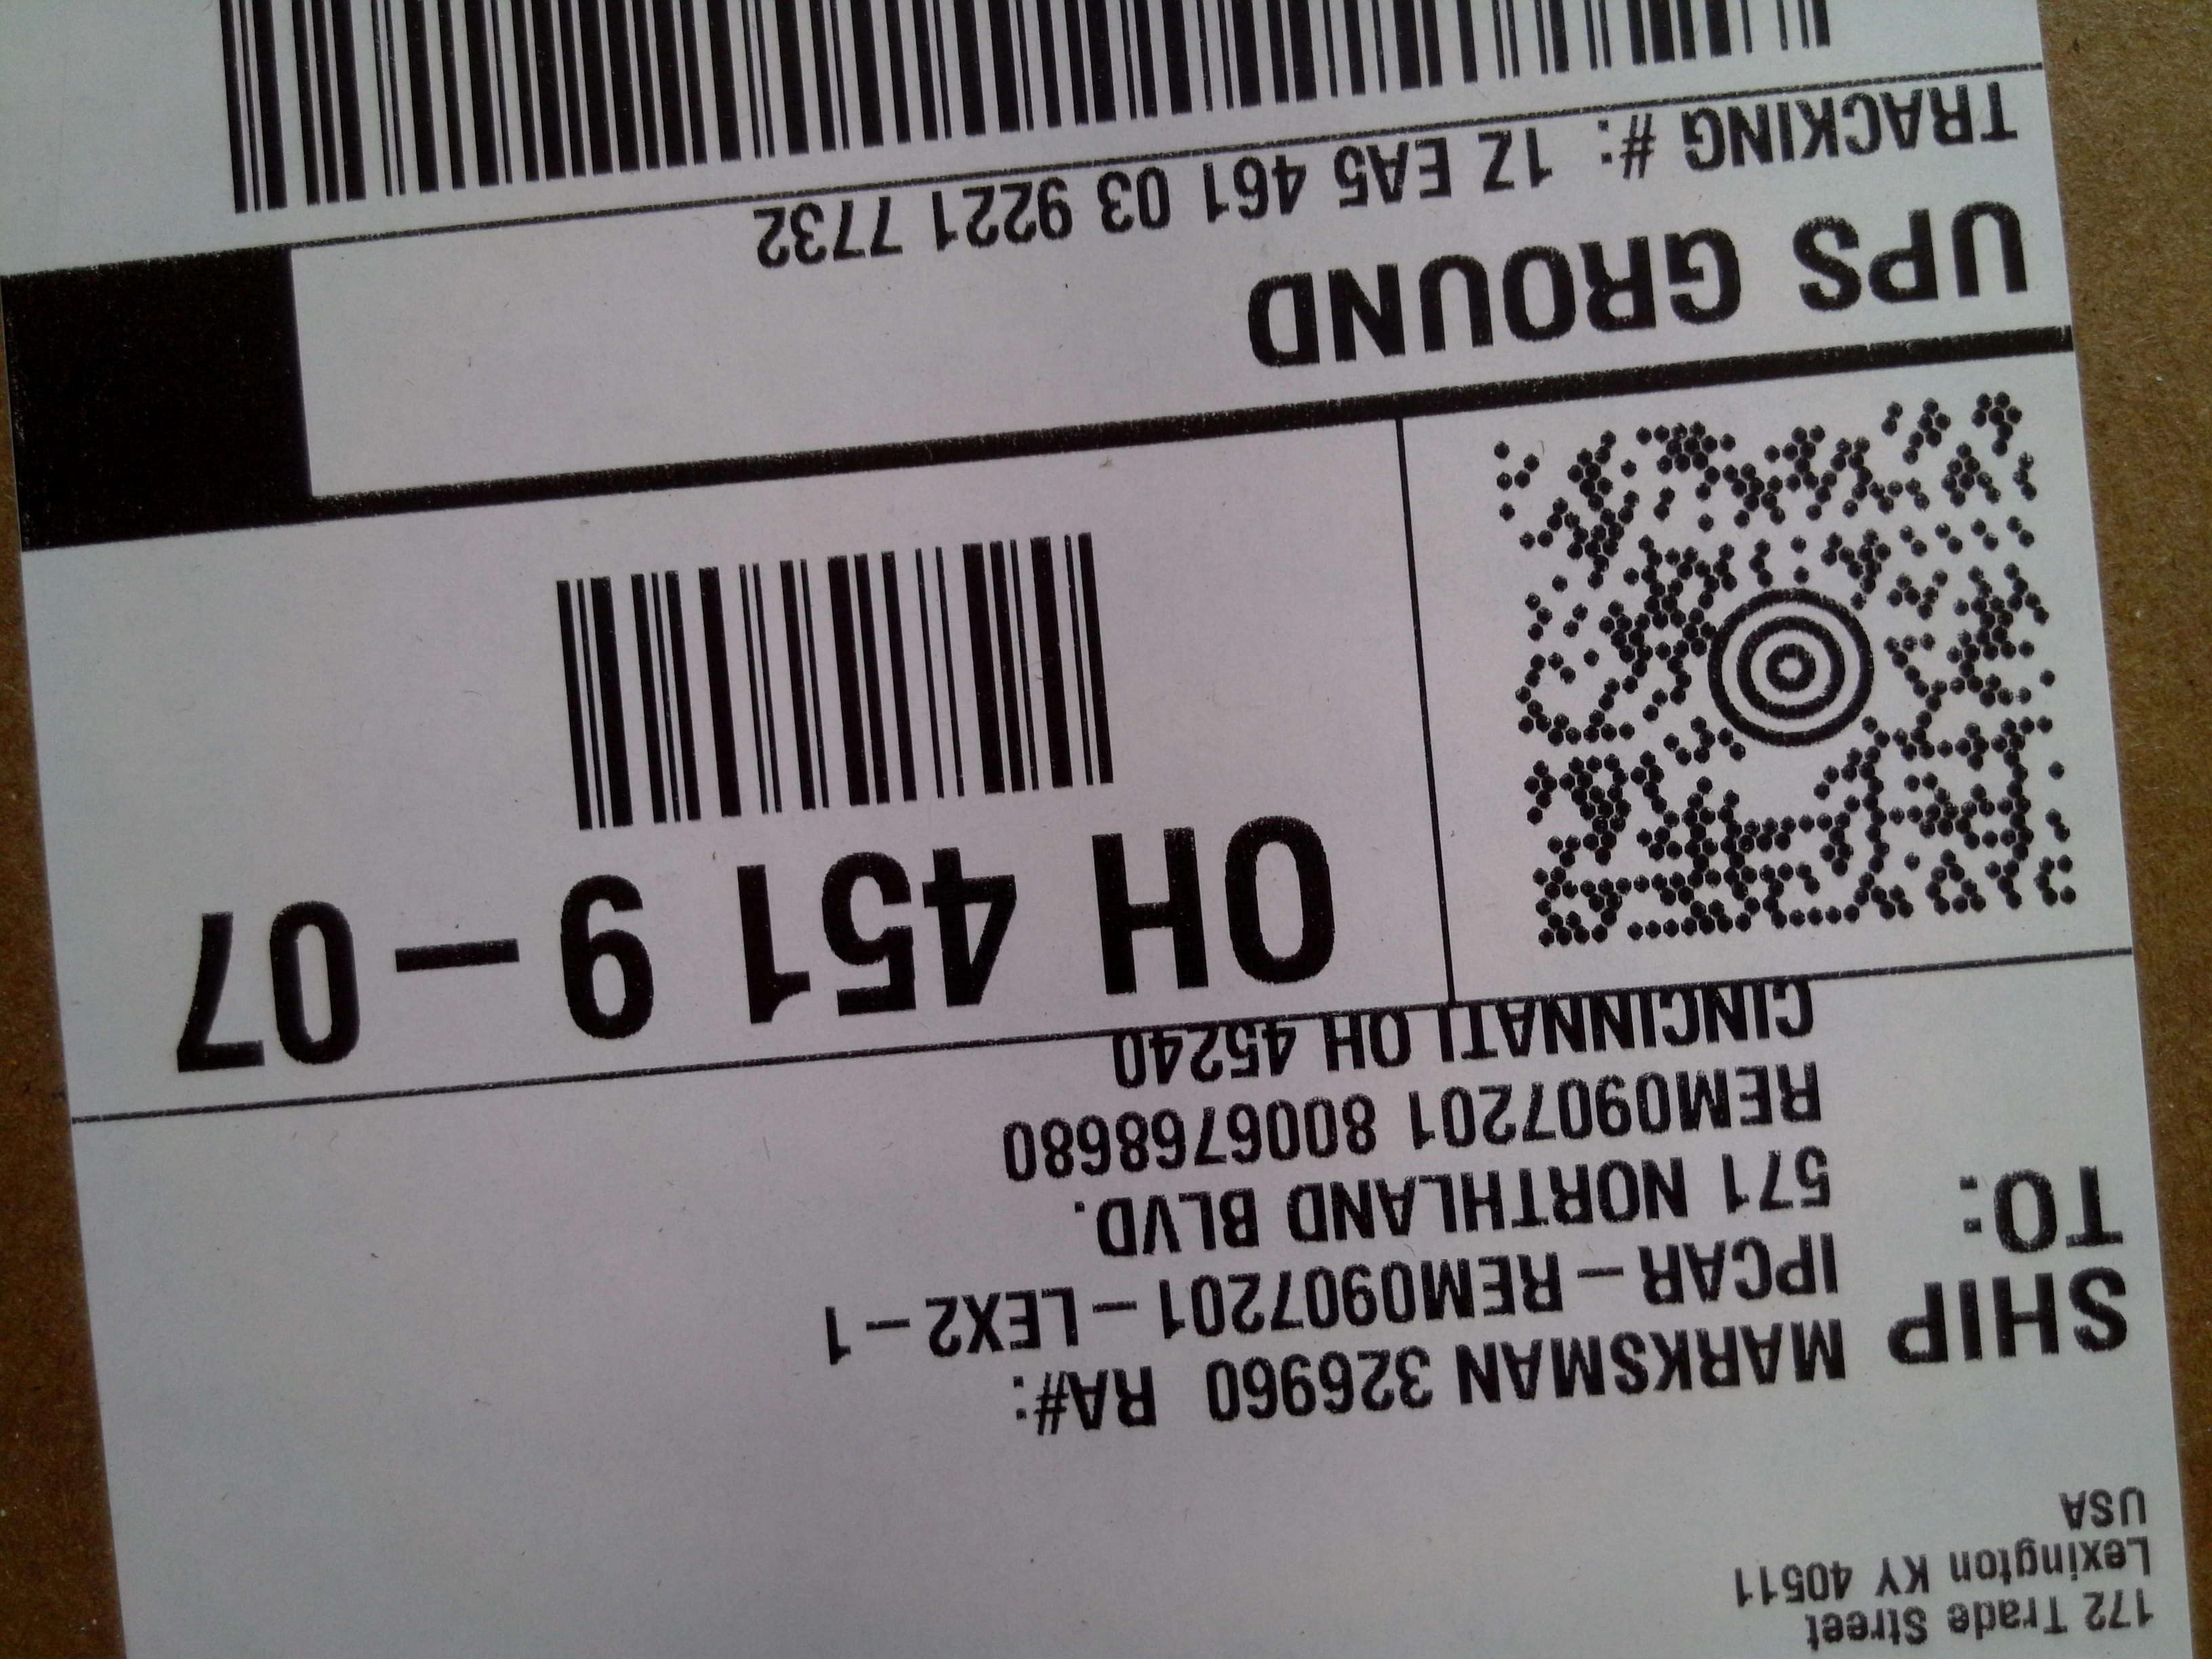 172 Trade Street
Lexington KY 40511
USA
SHIP
TO:
MARKSMAN 326960 RA#:
IPCAR - REM0907201 - LEX2 - 1
571 NORTHLAND BLVD.
REM0907201 8006768680
CINCINNATI OH 45240
OH 451 9 - 07
UPS GROUND
TRACKING #: 1Z EA5 461 03 9221 7732